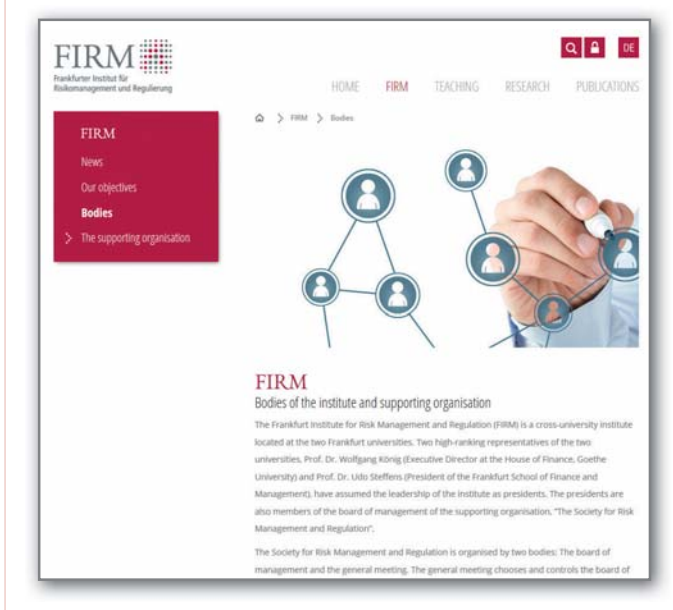 FIRM
Frankfurter Institut für
Risikomanagement und Regulierung
DE
HOME FIRM TEACHING RESEARCH PUBLICATIONS
FIRM > Bodies
FIRM
News
Our objectives
Bodies
> The supporting organisation
FIRM
Bodies of the institute and supporting organisation
The Frankfurt Institute for Risk Management and Regulation (FIRM) is a cross-university institute
located at the two Frankfurt universities. Two high-ranking representatives of the two
universities, Prof. Dr. Wolfgang König (Executive Director at the House of Finance, Goethe
University) and Prof. Dr. Udo Steffens (President of the Frankfurt School of Finance and
Management), have assumed the leadership of the institute as presidents. The presidents are
also members of the board of management of the supporting organisation, "The Society for Risk
Management and Regulation".
The Society for Risk Management and Regulation is organised by two bodies: The board of
management and the general meeting. The general meeting chooses and controls the board of